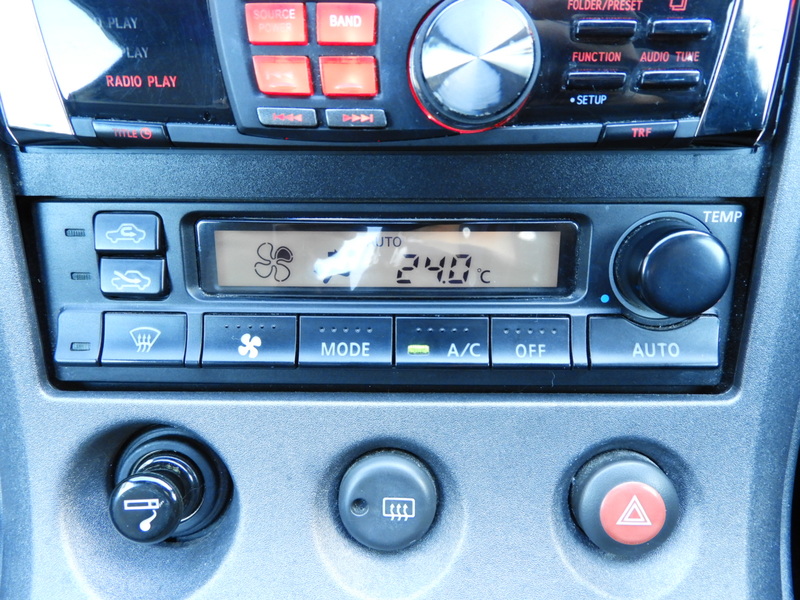 SOURCE
POWER
BAND
FOLDER/PRESET
PLAY
PLAY
RADIO PLAY
FUNCTION
AUDIO TUNE
•SETUP
TITLE
TRF
TEMP
AUTO
24.0°C
MODE
A/C
OFF
AUTO